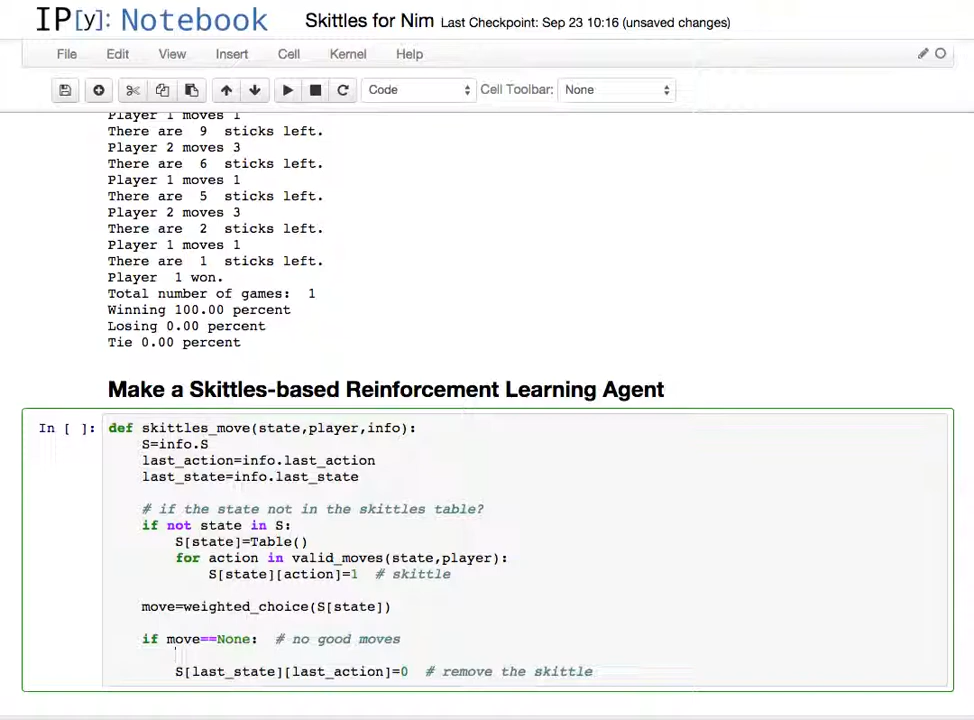 IP[y]: Notebook Skittles for Nim Last Checkpoint: Sep 23 10:16 (unsaved changes)
File Edit View Insert Cell Kernel Help
Code Cell Toolbar: None
Player 1 moves 1
There are  9  sticks left.
Player 2 moves 3
There are  6  sticks left.
Player 1 moves 1
There are  5  sticks left.
Player 2 moves 3
There are  2  sticks left.
Player 1 moves 1
There are  1  sticks left.
Player  1 won.
Total number of games:  1
Winning 100.00 percent
Losing 0.00 percent
Tie 0.00 percent
Make a Skittles-based Reinforcement Learning Agent
In [ ]: def skittles_move(state,player,info):
S=info.S
last_action=info.last_action
last_state=info.last_state
# if the state not in the skittles table?
if not state in S:
S[state]=Table()
for action in valid_moves(state,player):
S[state][action]=1  # skittle
move=weighted_choice(S[state])
if move==None:  # no good moves
S[last_state][last_action]=0  # remove the skittle